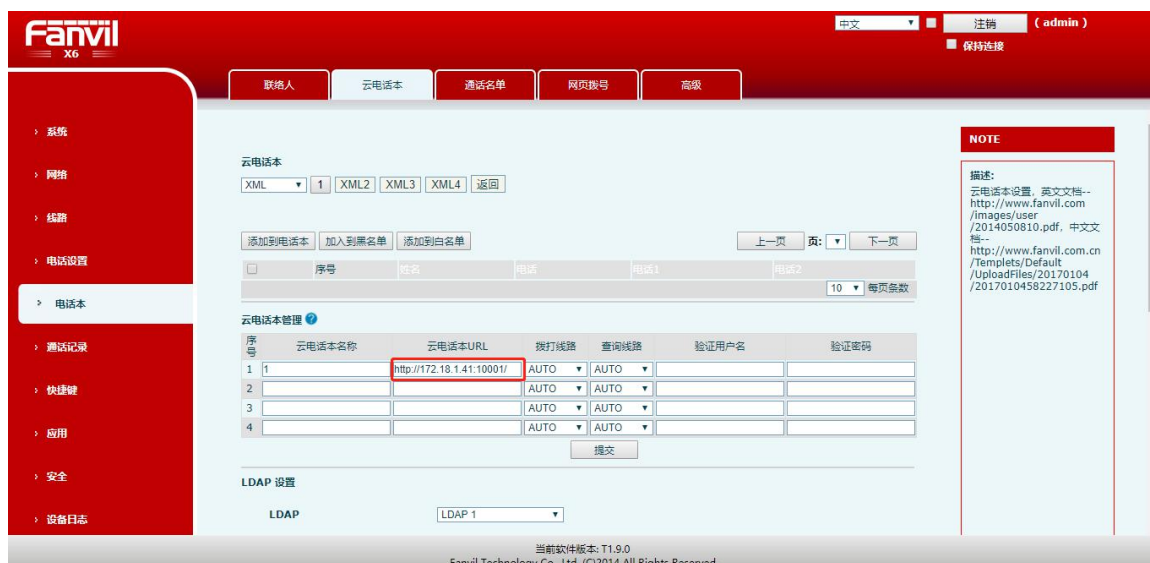 Fanvil
X6
中文
注销
( admin )
保持连接
联络人
云电话本
通话名单
网页拨号
高级
› 系统
› 网络
› 线路
› 电话设置
› 电话本
› 通话记录
› 快捷键
› 应用
› 安全
› 设备日志
云电话本
XML 1 XML2 XML3 XML4 返回
添加到电话本 加入到黑名单 添加到白名单 上一页 页: 下一页
序号 姓名 电话 电话1 电话2
10 每页条数
云电话本管理
序号 云电话本名称 云电话本URL 拨打线路 查询线路 验证用户名 验证密码
1 1 http://172.18.1.41:10001/ AUTO AUTO
2 AUTO AUTO
3 AUTO AUTO
4 AUTO AUTO
提交
LDAP 设置
LDAP LDAP 1
NOTE
描述:
云电话本设置, 英文文档--
http://www.fanvil.com
/images/user
/2014050810.pdf, 中文文
档--
http://www.fanvil.com.cn
/Templets/Default
/UploadFiles/20170104
/2017010458227105.pdf
当前软件版本: T1.9.0
Fanvil Technology Co., Ltd. (C)2014 All Rights Reserved.